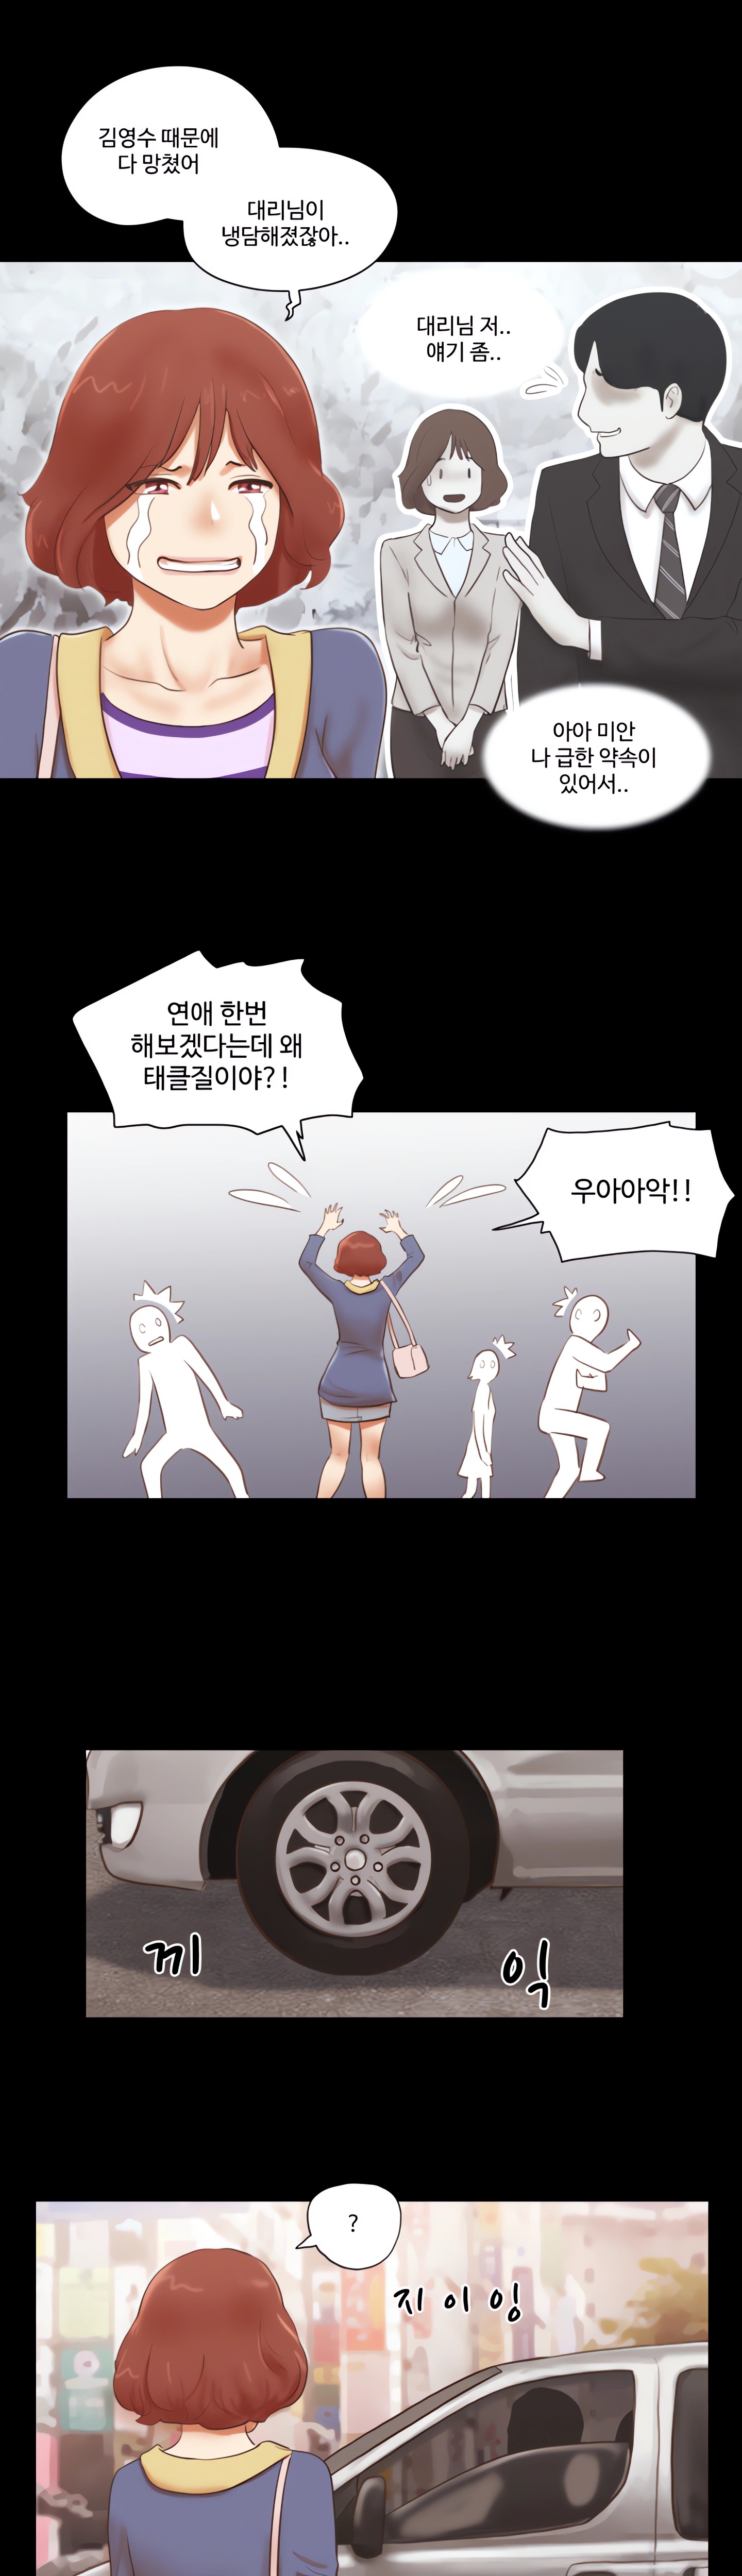 김영수 때문에
다 망쳤어
대리님이
냉담해졌잖아..
대리님 저..
얘기 좀..
아아 미안
나 급한 약속이
있어서..
연애 한번
해보겠다는데 왜
태클질이야?!
우아아악!!
끼 익
?
지이잉